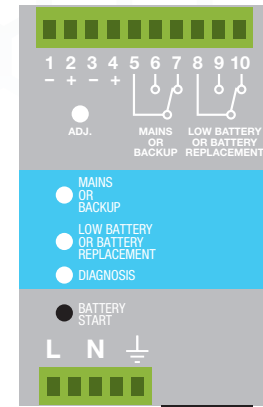 1 2 3 4 5 6 7 8 9 10
− + − +
ADJ.
MAINS
OR
BACKUP
LOW BATTERY
OR BATTERY
REPLACEMENT
MAINS
OR
BACKUP
LOW BATTERY
OR BATTERY
REPLACEMENT
DIAGNOSIS
BATTERY
START
L N